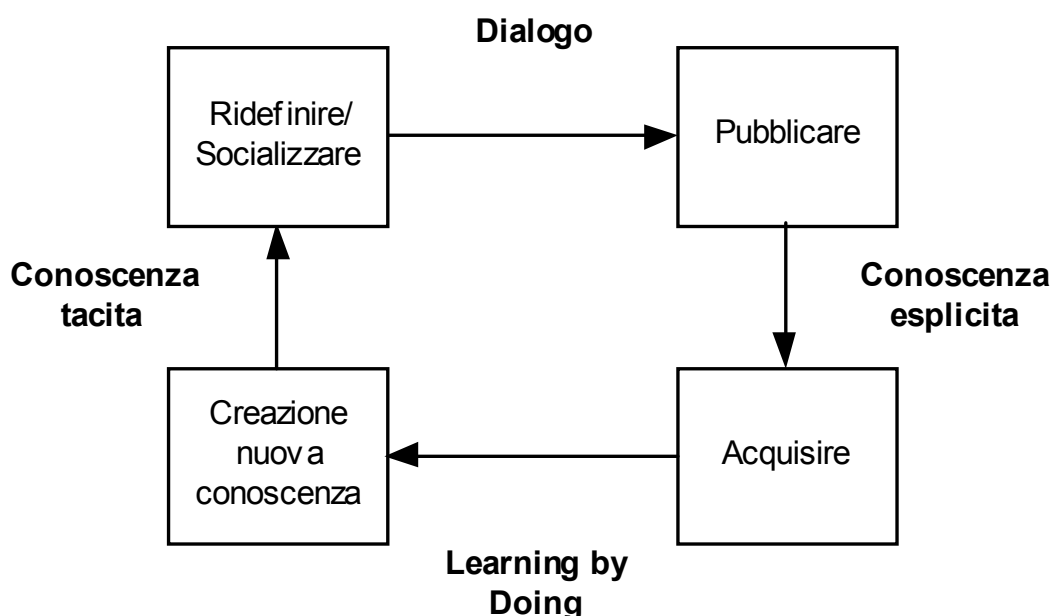 Dialogo
Ridefinire/
Socializzare
Pubblicare
Conoscenza
tacita
Conoscenza
esplicita
Creazione
nuova
conoscenza
Acquisire
Learning by
Doing